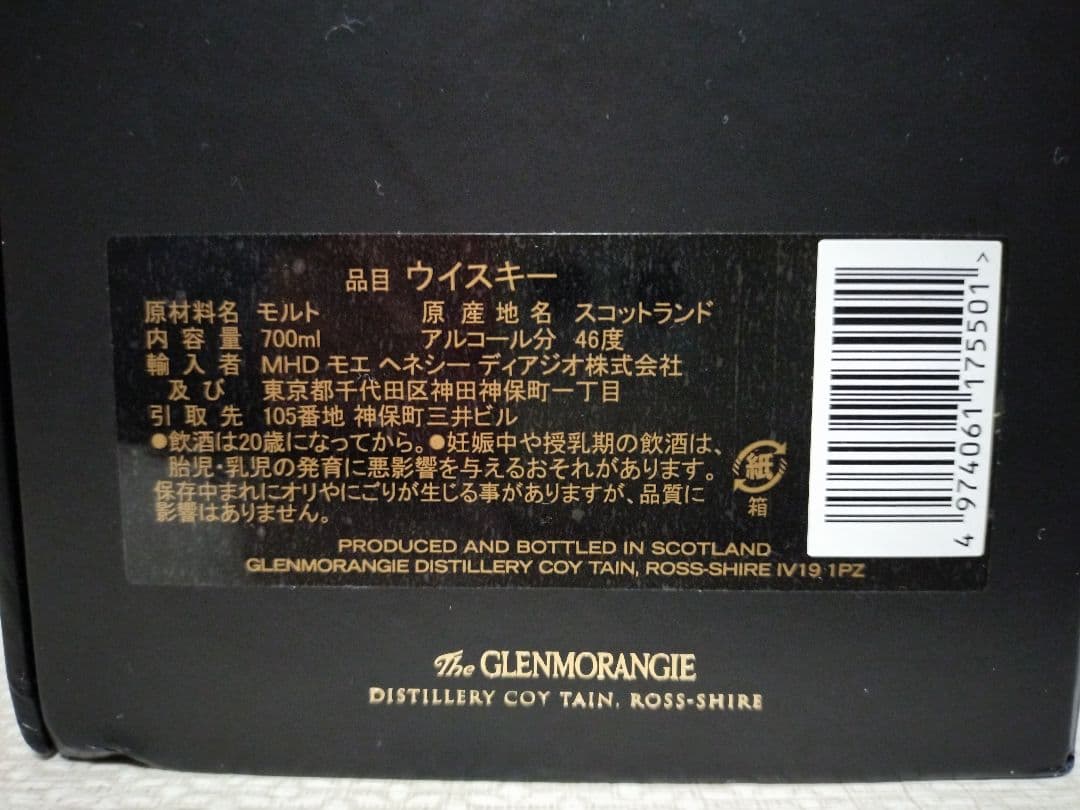 品目 ウイスキー
原材料名 モルト 原産地名 スコットランド
内容量 700ml アルコール分 46度
輸入者 MHD モエ ヘネシー ディアジオ株式会社
及び 東京都千代田区神田神保町一丁目
引取先 105番地 神保町三井ビル
●飲酒は20歳になってから。●妊娠中や授乳期の飲酒は、
胎児・乳児の発育に悪影響を与えるおそれがあります。
保存中まれにオリやにごりが生じる事がありますが、品質に
影響はありません。
紙
箱
PRODUCED AND BOTTLED IN SCOTLAND
GLENMORANGIE DISTILLERY COY TAIN, ROSS-SHIRE IV19 1PZ
4 974061 175501 >
The GLENMORANGIE
DISTILLERY COY TAIN, ROSS-SHIRE